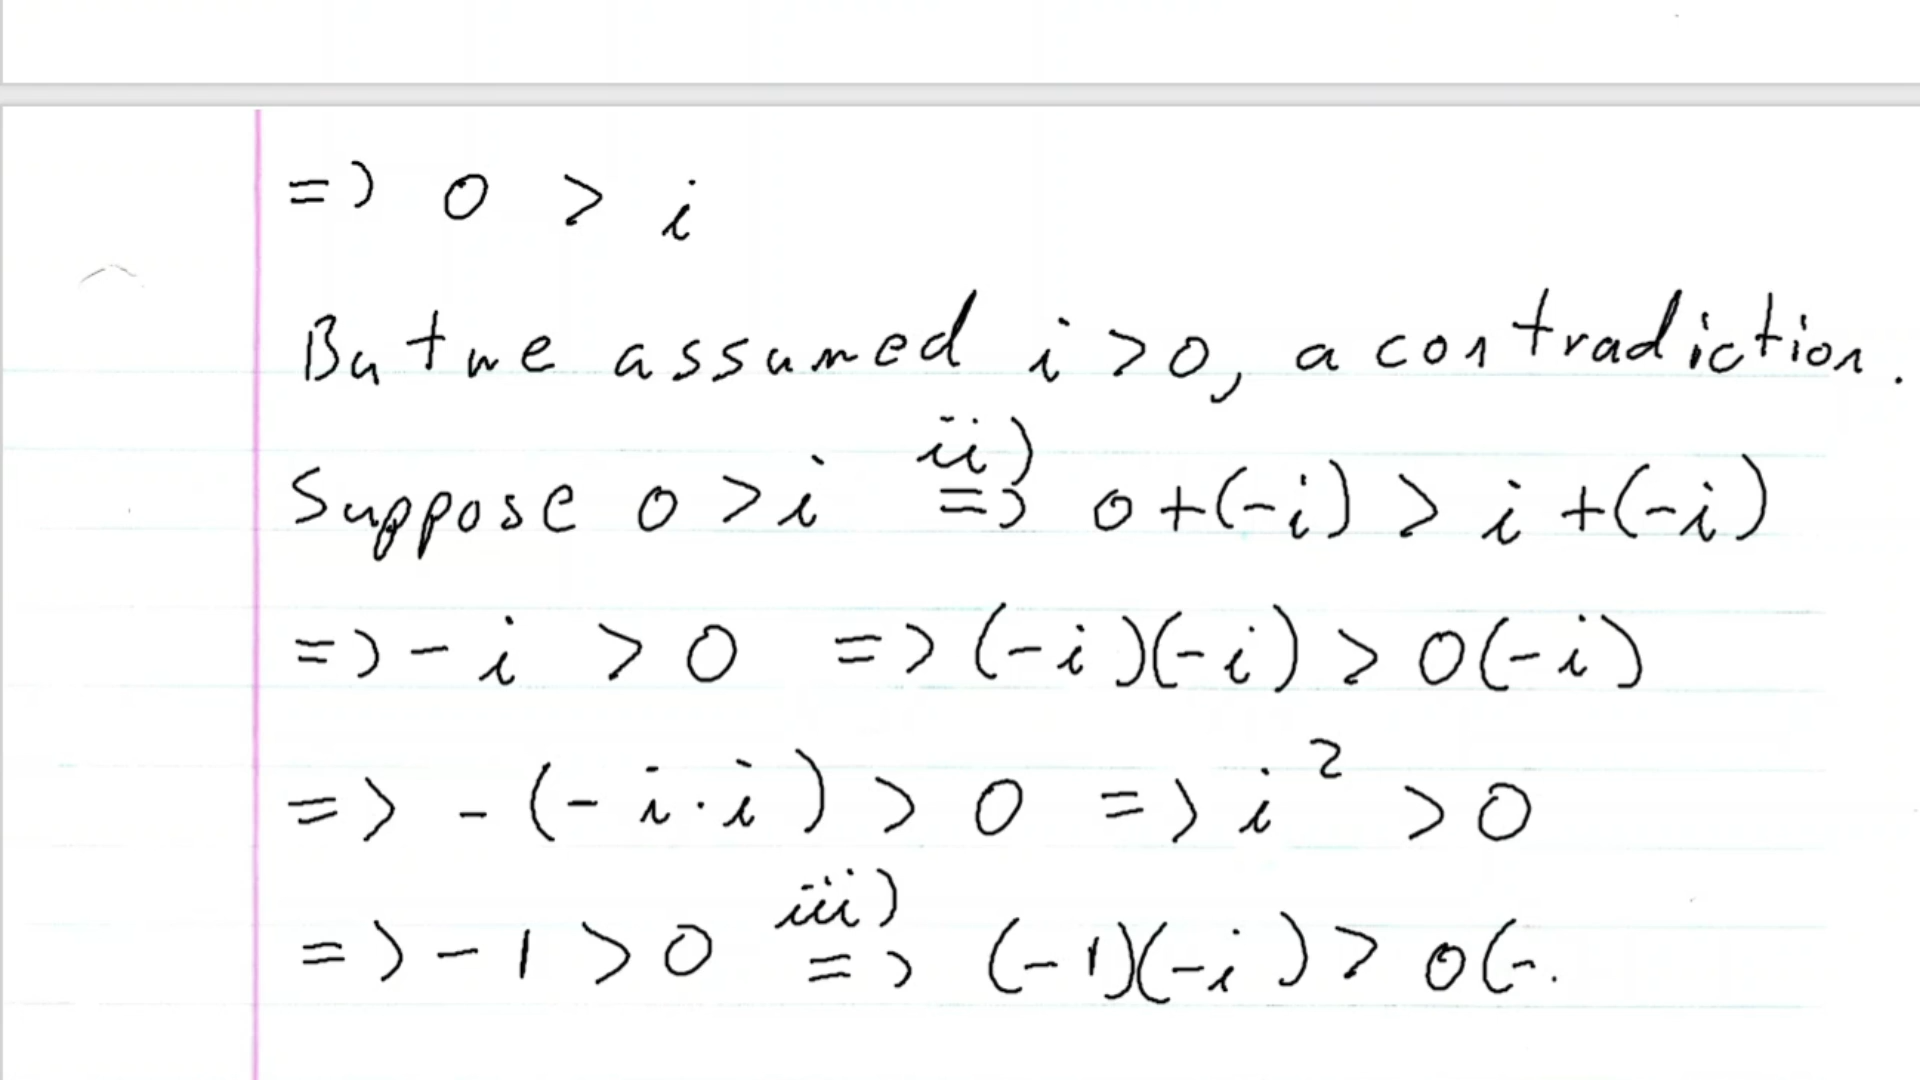 => 0 > i
But we assumed i > 0, a contradiction.
Suppose 0 > i ii) => 0 + (-i) > i + (-i)
=> - i > 0 => (-i)(-i) > 0(-i)
=> - (- i · i) > 0 => i² > 0
=> - 1 > 0 iii) => (-1)(-i) > 0(-.